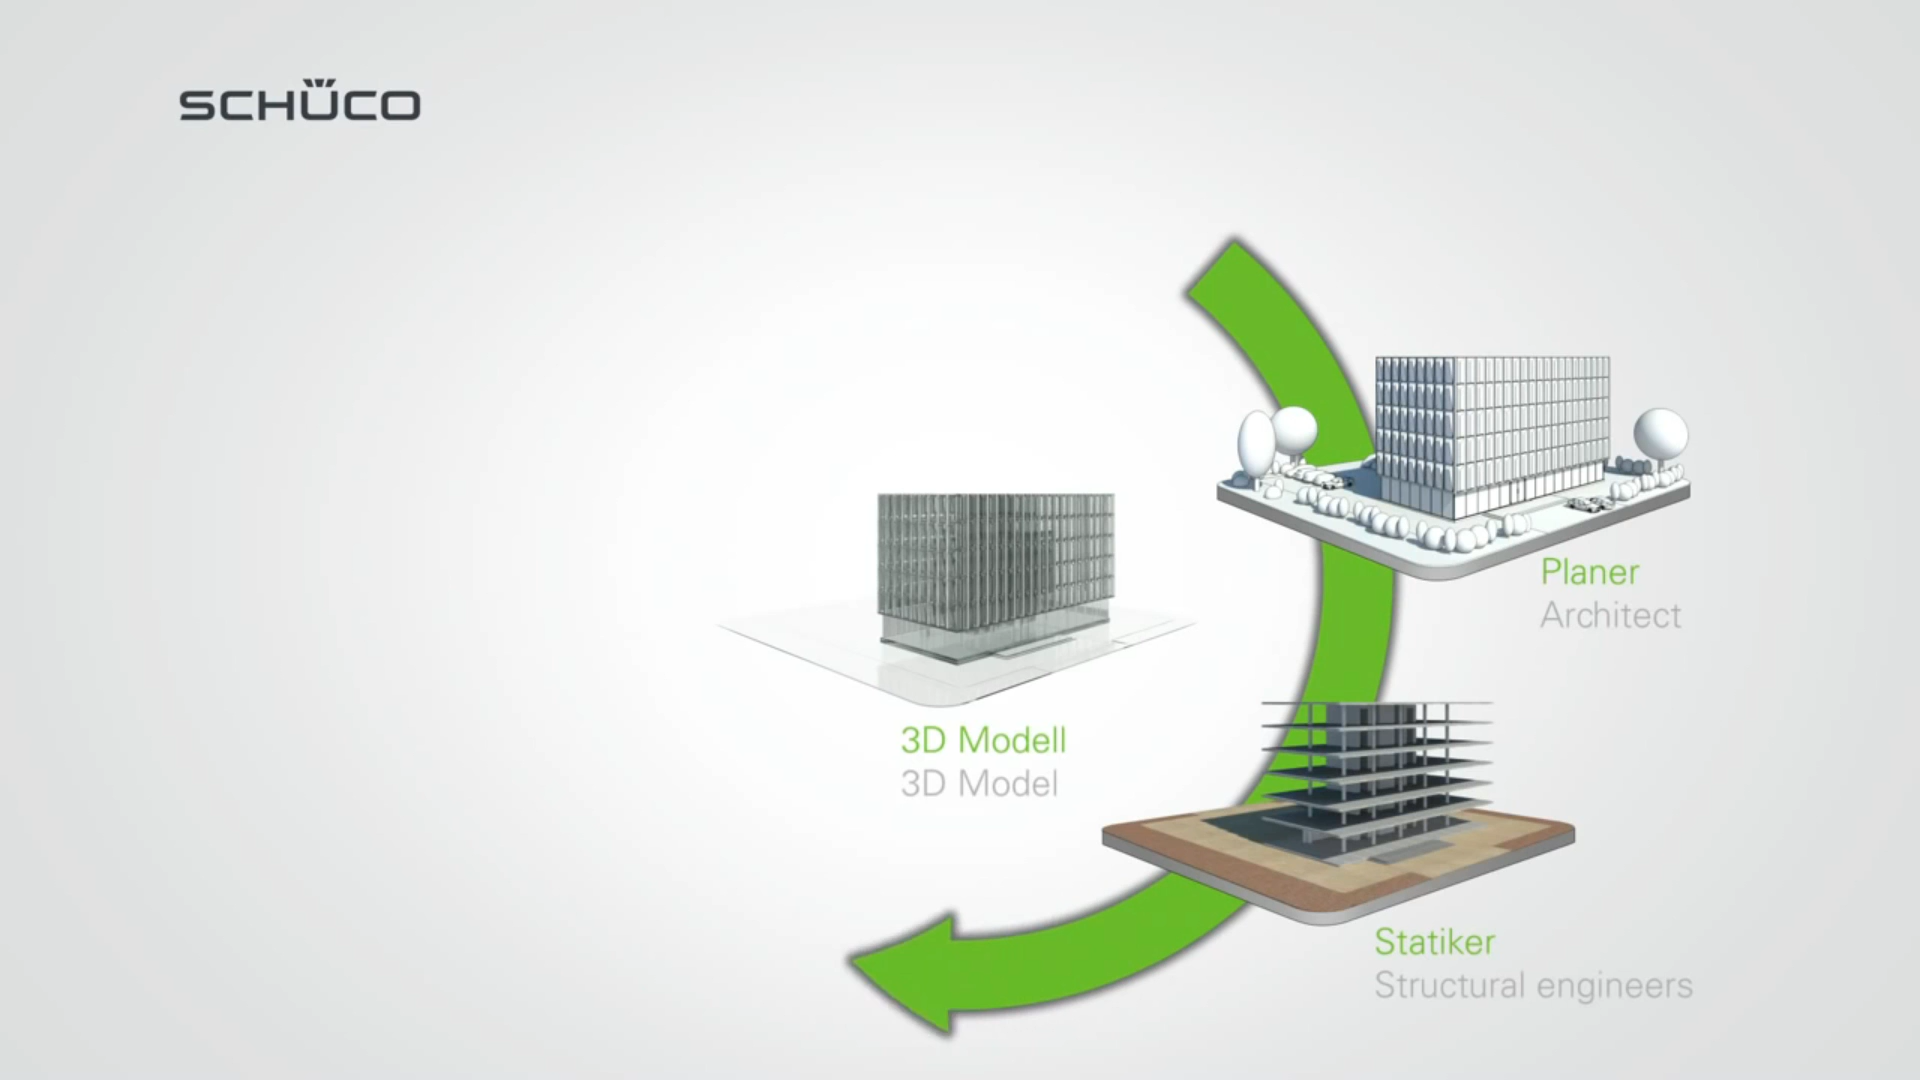 SCHÜCO
Planer
Architect
3D Modell
3D Model
Statiker
Structural engineers